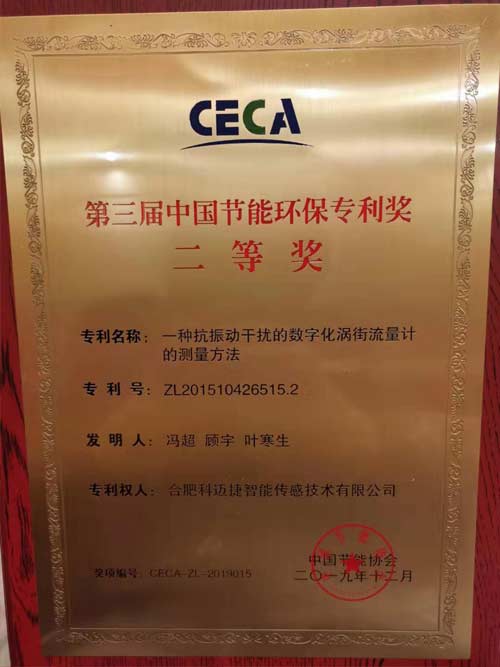 CECA
第三届中国节能环保专利奖
二等奖
专利名称：一种抗振动干扰的数字化涡街流量计
的测量方法
专利号：ZL201510426515.2
发明人：冯超 顾宇 叶寒生
专利权人：合肥科迈捷智能传感技术有限公司
中国节能协会
奖项编号：CECA-ZL-2019015 二〇一九年十二月